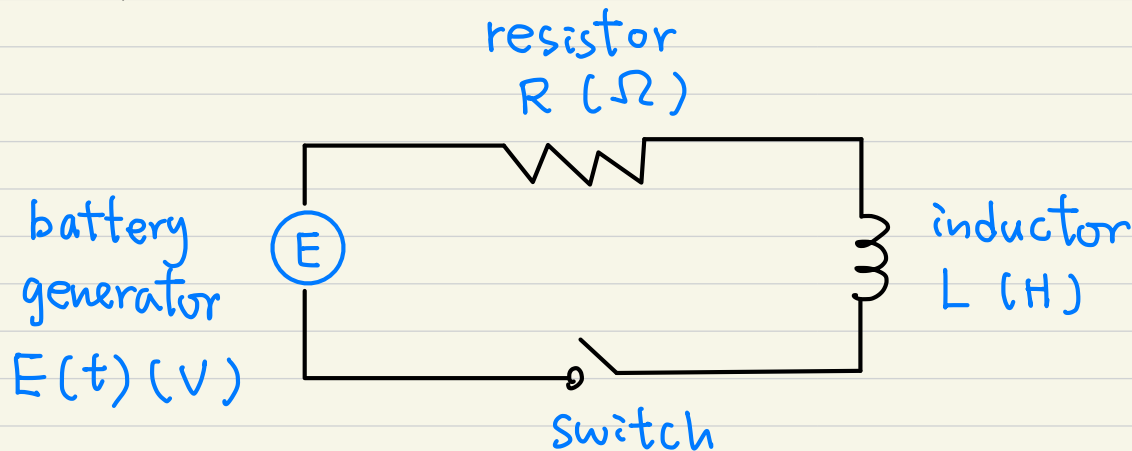 resistor
R (Ω)
battery
generator
E(t) (V)
E
inductor
L (H)
switch